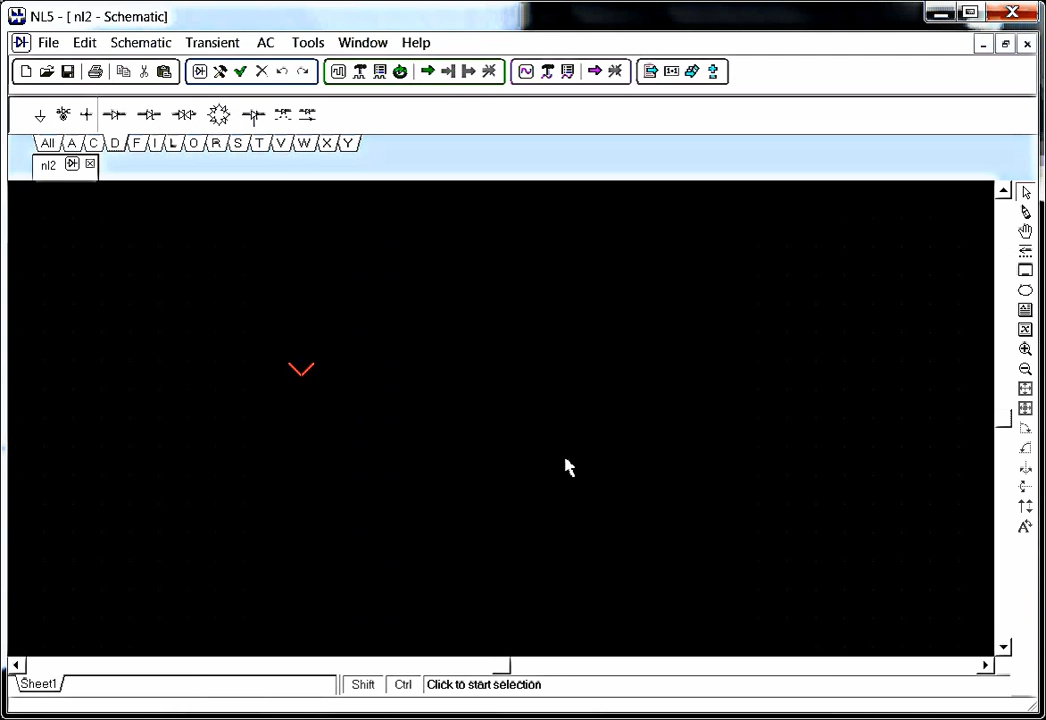 NL5 - [ nl2 - Schematic]
File Edit Schematic Transient AC Tools Window Help
All A C D F I L O R S T V W X Y
nl2
Sheet1 Shift Ctrl Click to start selection